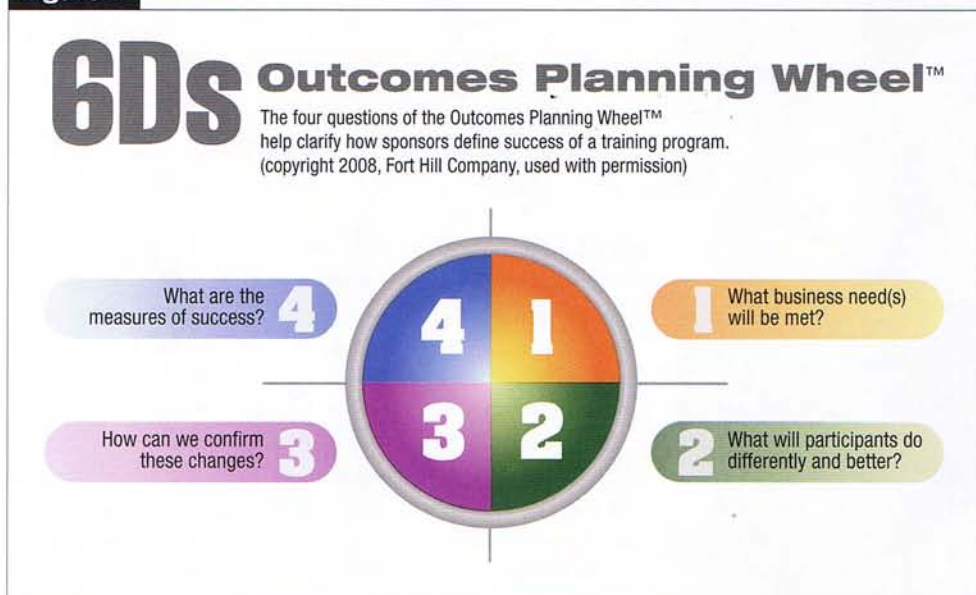 6Ds Outcomes Planning Wheel™
The four questions of the Outcomes Planning Wheel™
help clarify how sponsors define success of a training program.
(copyright 2008, Fort Hill Company, used with permission)
What are the
measures of success? 4
4 1
1 What business need(s)
will be met?
How can we confirm
these changes? 3
3 2
2 What will participants do
differently and better?